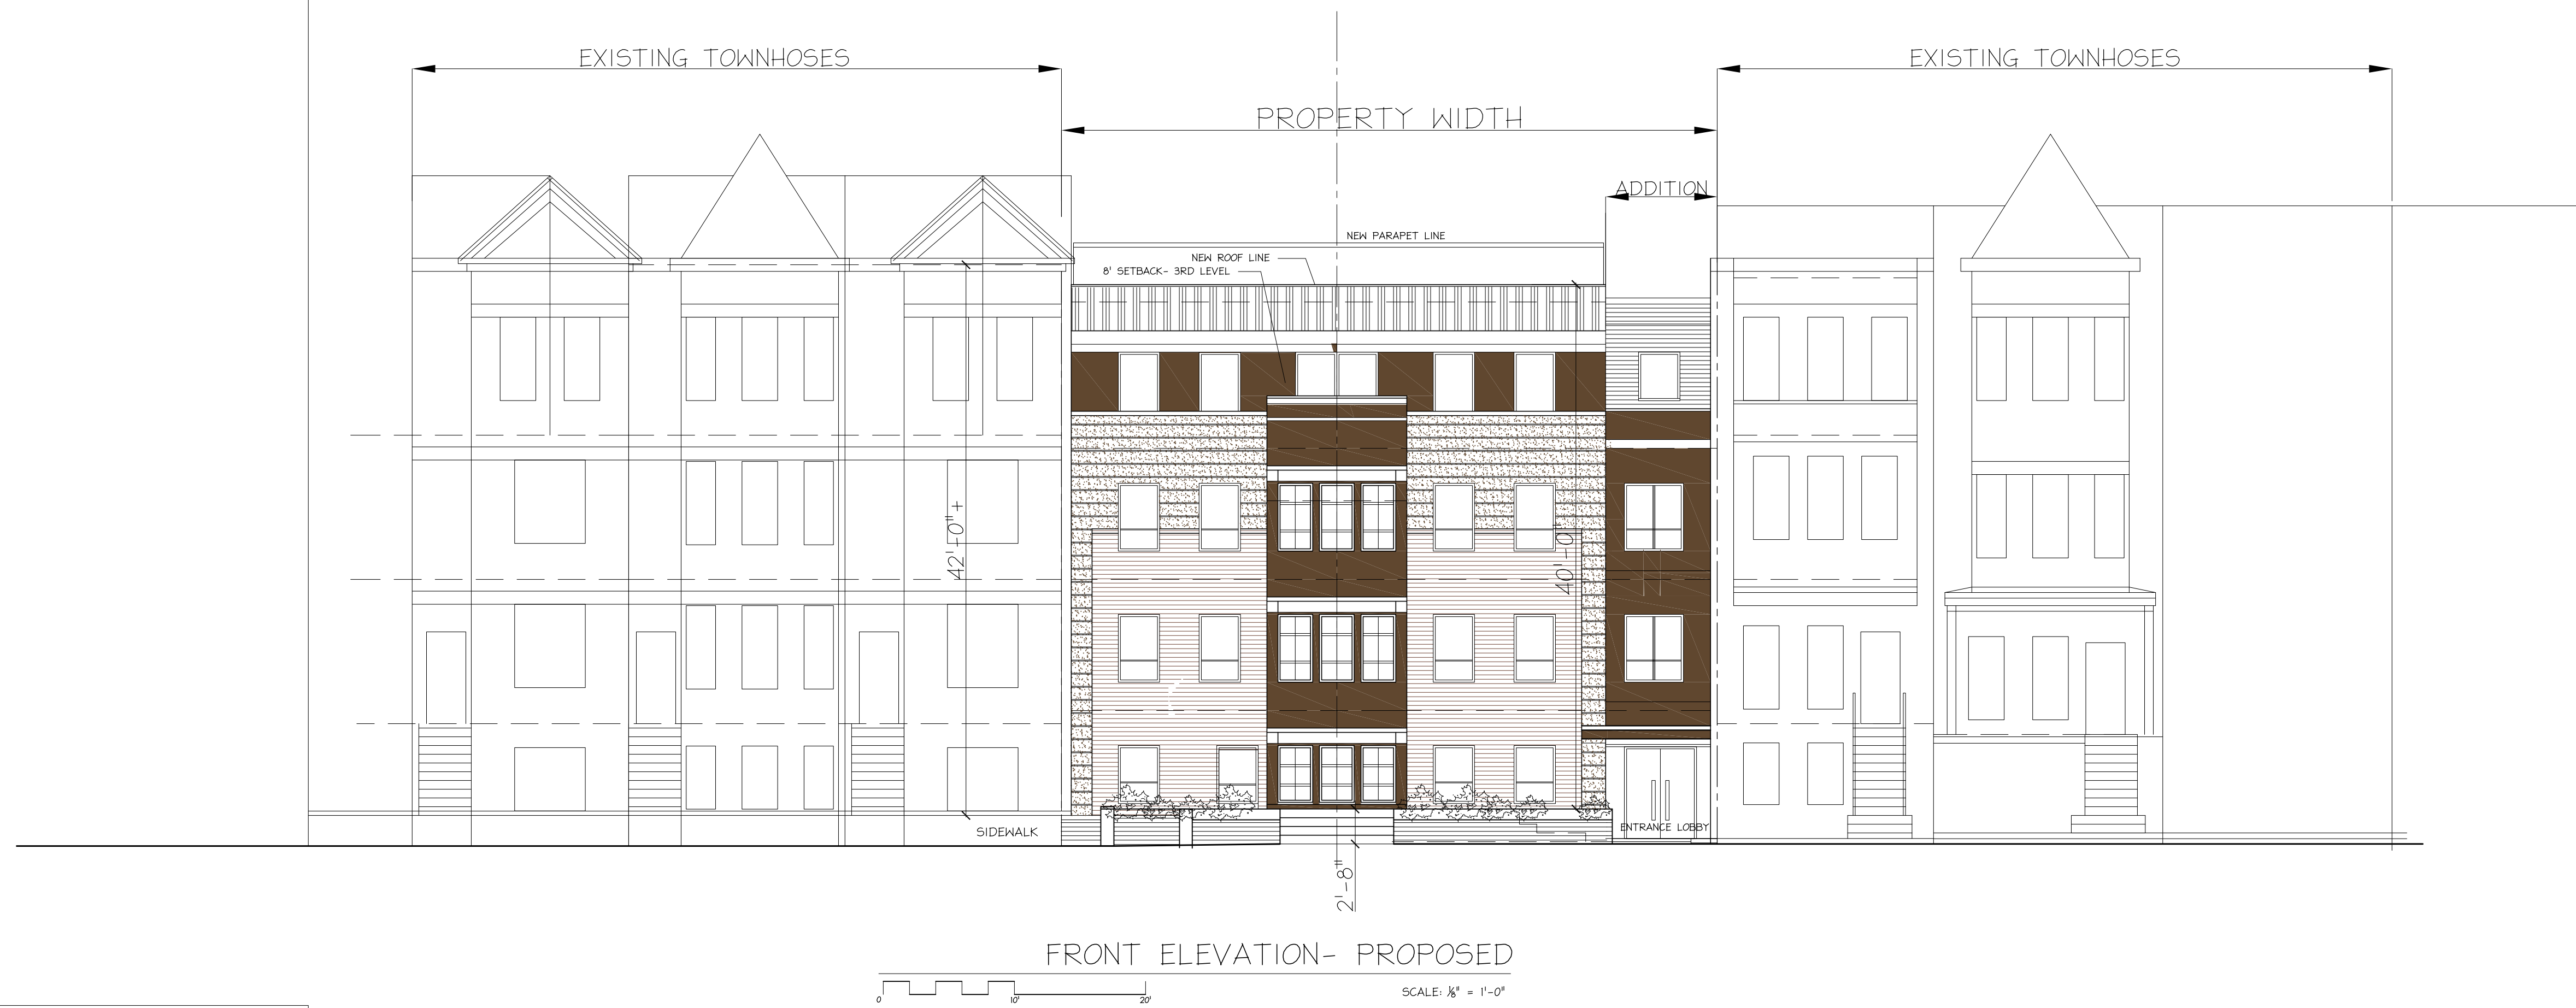 EXISTING TOWNHOSES
EXISTING TOWNHOSES
PROPERTY WIDTH
ADDITION
NEW PARAPET LINE
NEW ROOF LINE
8' SETBACK- 3RD LEVEL
42'-0"+
40'-0"
N
SIDEWALK
ENTRANCE LOBBY
2'-8"
FRONT ELEVATION- PROPOSED
0 10' 20'
SCALE: ⅛" = 1'-0"